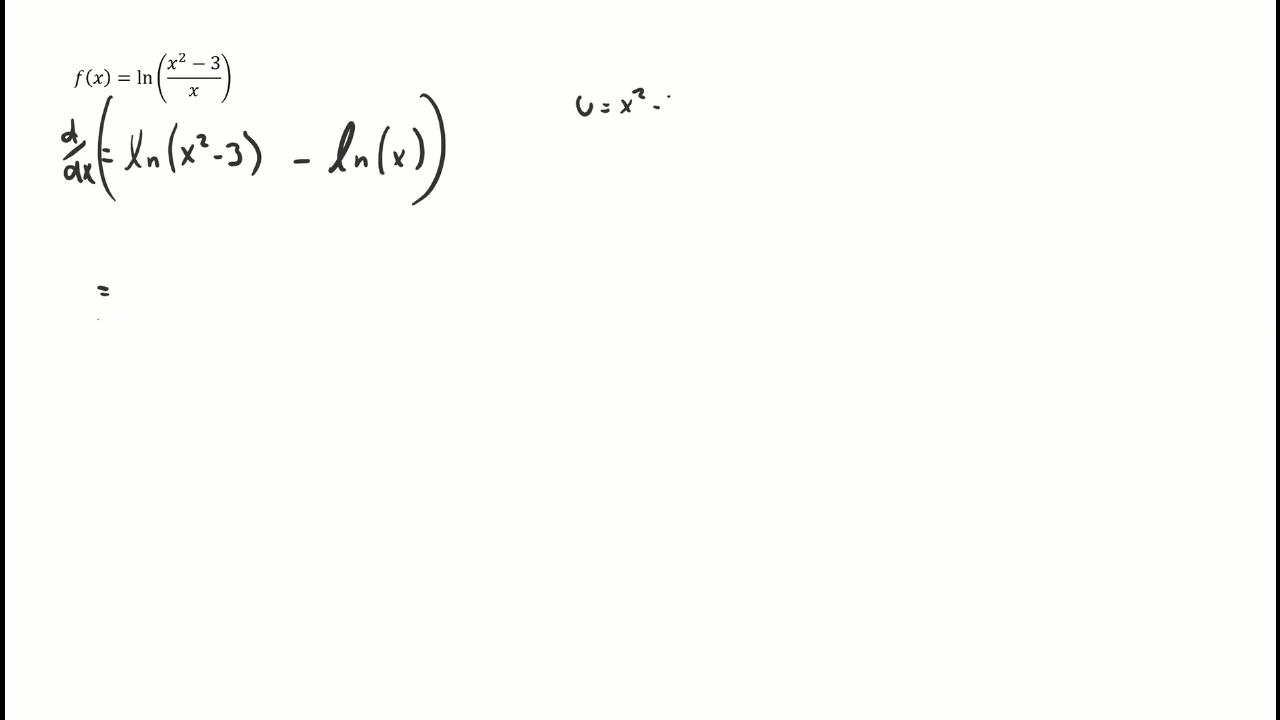 f(x) = ln((x² − 3)/x)
d/dx(= ln(x² - 3) - ln(x))
u = x² -
=